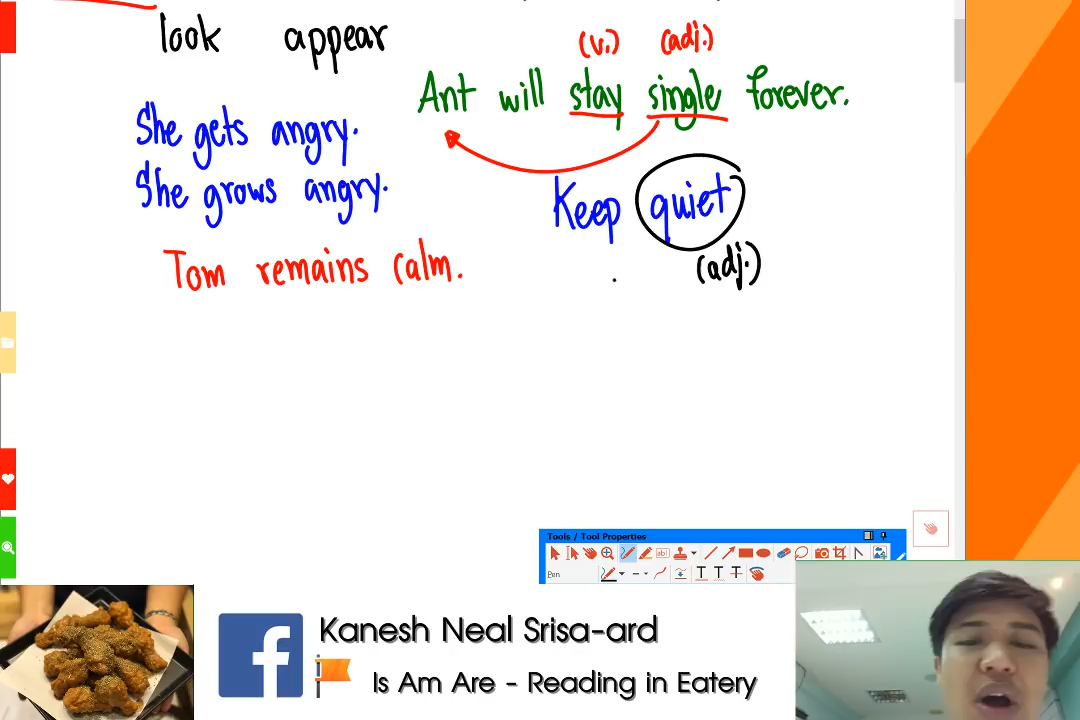 look appear
(v.) (adj.)
Ant will stay single forever.
She gets angry.
She grows angry.
Keep quiet
(adj.)
Tom remains calm.
Tools / Tool Properties
Pen
Kanesh Neal Srisa-ard
Is Am Are - Reading in Eatery